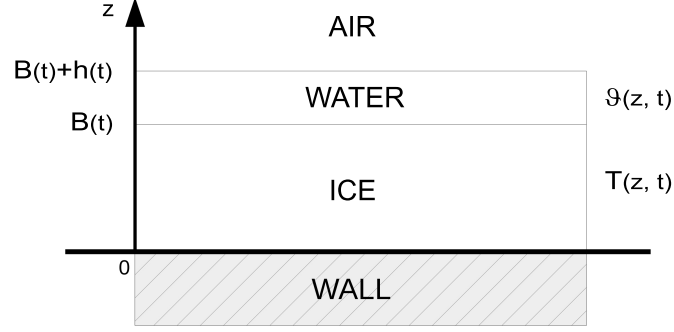 z
AIR
B(t)+h(t)
WATER
ϑ(z, t)
B(t)
ICE
T(z, t)
0
WALL